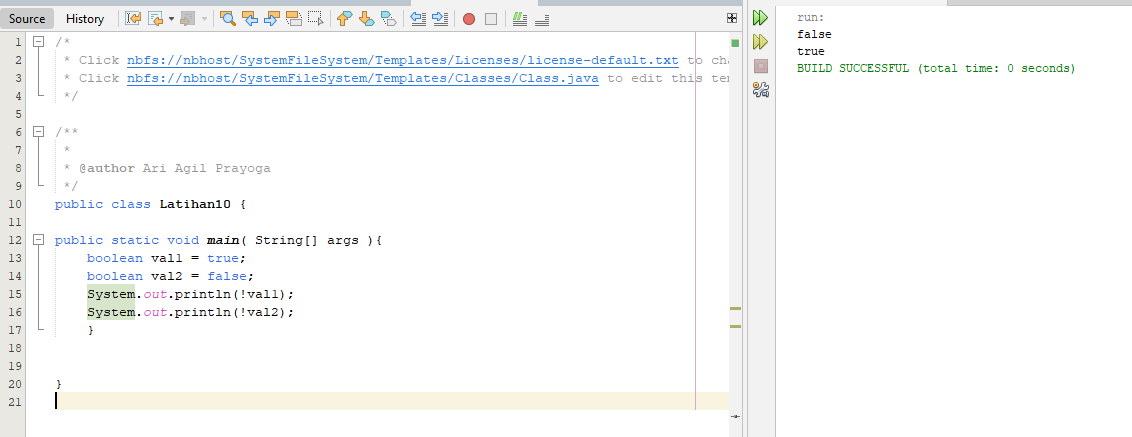 Source History
1 /*
2 * Click nbfs://nbhost/SystemFileSystem/Templates/Licenses/license-default.txt to cha
3 * Click nbfs://nbhost/SystemFileSystem/Templates/Classes/Class.java to edit this te
4 */
5
6 /**
7 *
8 * @author Ari Agil Prayoga
9 */
10 public class Latihan10 {
11
12 public static void main( String[] args ){
13 boolean val1 = true;
14 boolean val2 = false;
15 System.out.println(!val1);
16 System.out.println(!val2);
17 }
18
19
20 }
21
run:
false
true
BUILD SUCCESSFUL (total time: 0 seconds)